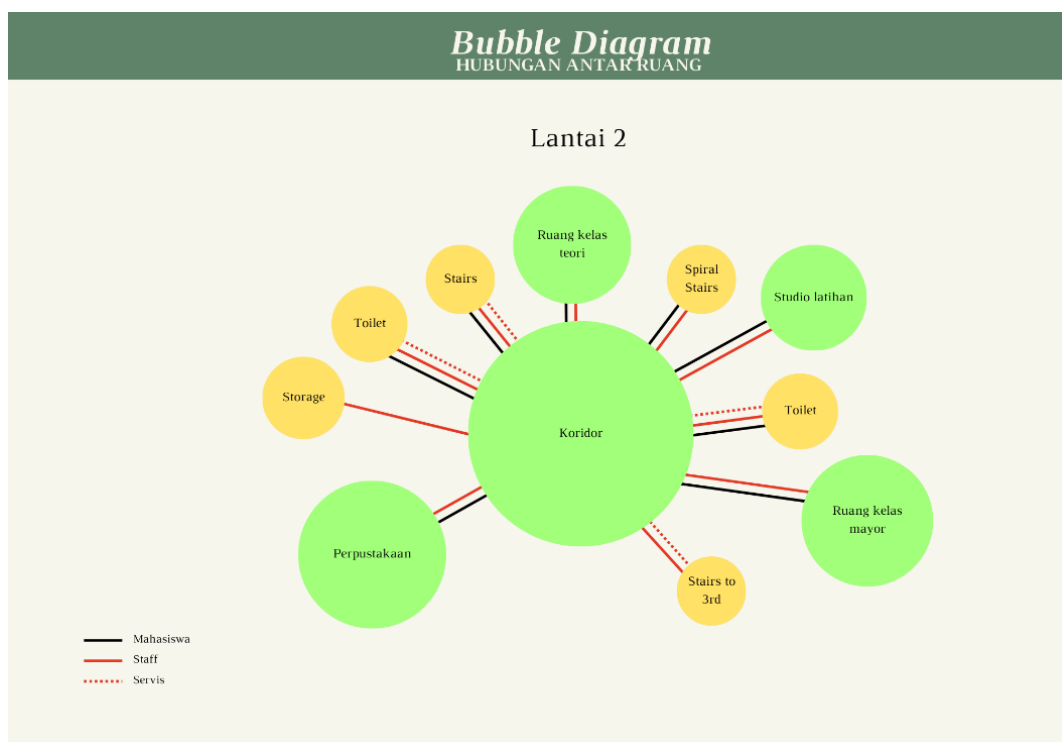 Bubble Diagram
HUBUNGAN ANTAR RUANG
Lantai 2
Ruang kelas
teori
Stairs
Spiral
Stairs
Studio latihan
Toilet
Storage
Toilet
Koridor
Ruang kelas
mayor
Perpustakaan
Stairs to
3rd
Mahasiswa
Staff
Servis